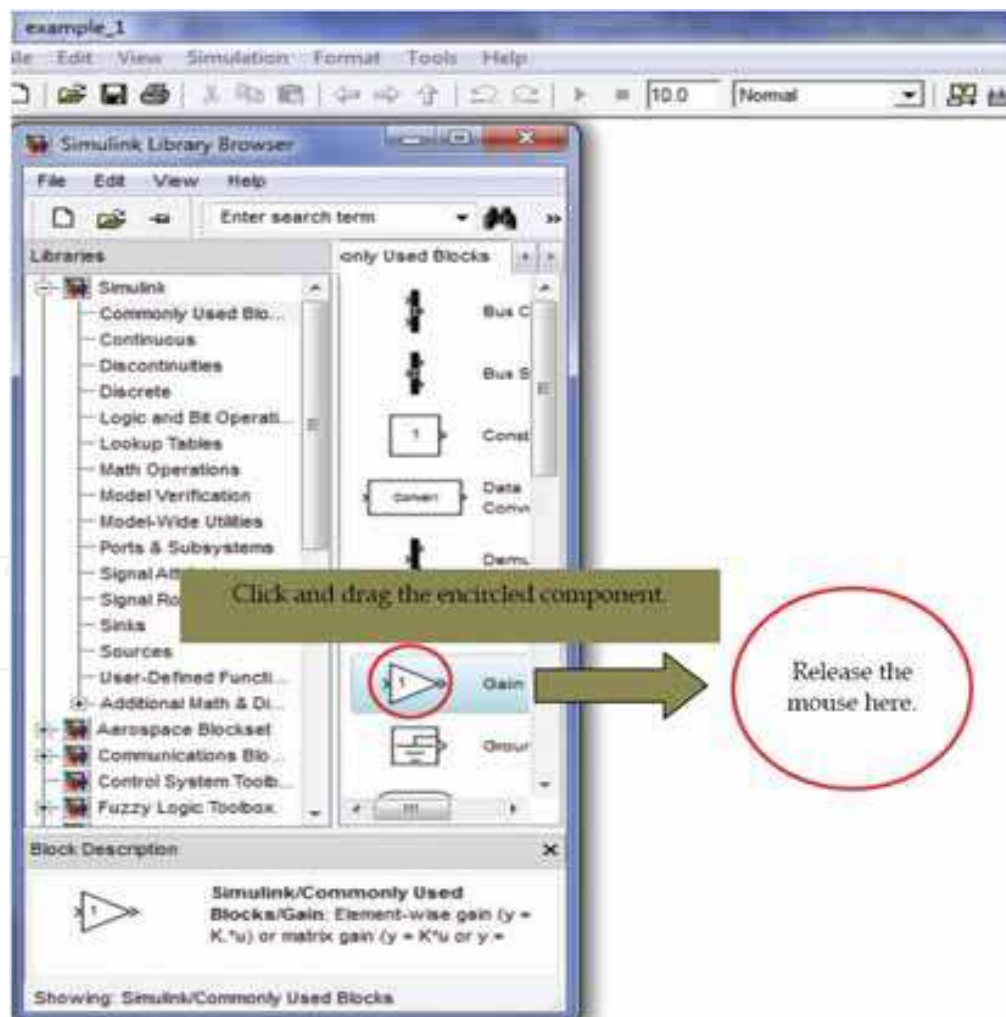 example_1
ile Edit View Simulation Format Tools Help
10.0 Normal
Simulink Library Browser
File Edit View Help
Enter search term
Libraries
only Used Blocks
Simulink
Commonly Used Blo...
Continuous
Discontinuities
Discrete
Logic and Bit Operati...
Lookup Tables
Math Operations
Model Verification
Model-Wide Utilities
Ports & Subsystems
Signal Att
Signal Ro
Sinks
Sources
User-Defined Functi...
Additional Math & Di...
Aerospace Blockset
Communications Blo...
Control System Toolb...
Fuzzy Logic Toolbox
Bus C
Bus S
1
Const
Convert
Data
Conv
Demu
Click and drag the encircled component.
1
Gain
Release the
mouse here.
Groun
Block Description
1
Simulink/Commonly Used
Blocks/Gain: Element-wise gain (y =
K.*u) or matrix gain (y = K*u or y =
Showing: Simulink/Commonly Used Blocks